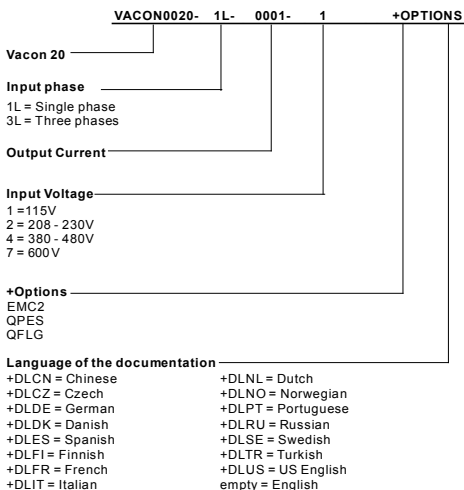 VACON0020- 1L- 0001- 1 +OPTIONS
Vacon 20
Input phase
1L = Single phase
3L = Three phases
Output Current
Input Voltage
1 =115V
2 = 208 - 230V
4 = 380 - 480V
7 = 600V
+Options
EMC2
QPES
QFLG
Language of the documentation
+DLCN = Chinese +DLNL = Dutch
+DLCZ = Czech +DLNO = Norwegian
+DLDE = German +DLPT = Portuguese
+DLDK = Danish +DLRU = Russian
+DLES = Spanish +DLSE = Swedish
+DLFI = Finnish +DLTR = Turkish
+DLFR = French +DLUS = US English
+DLIT = Italian empty = English